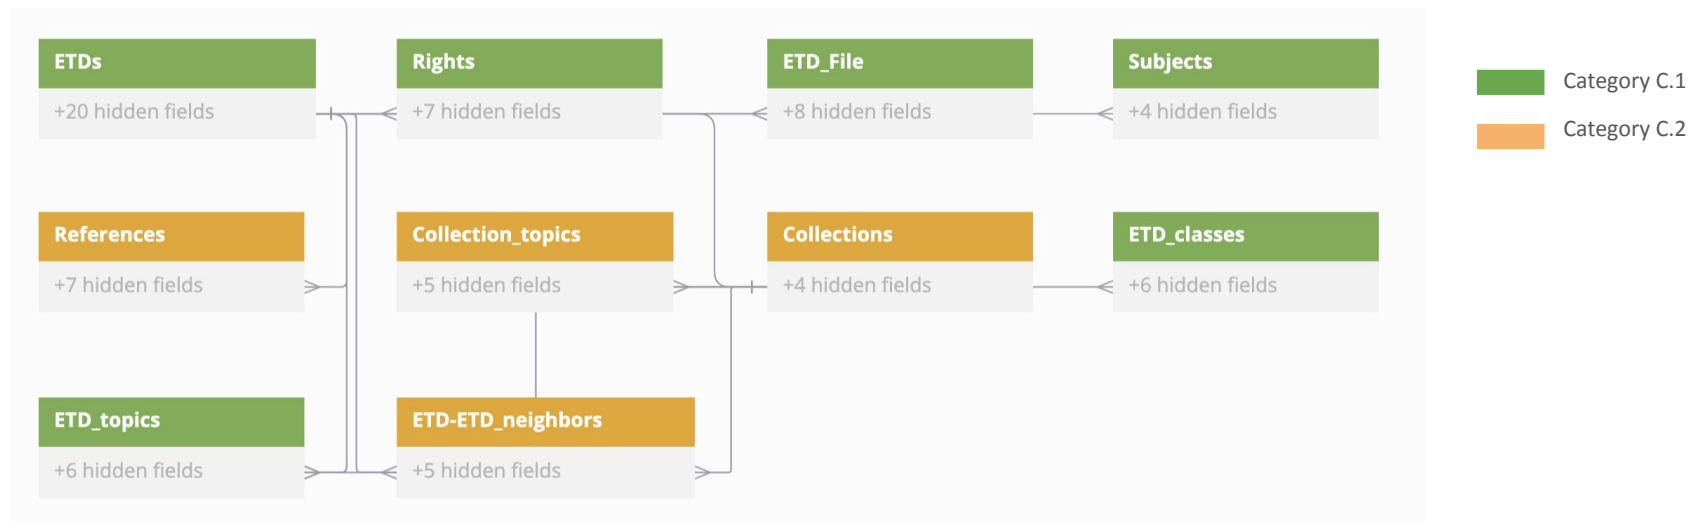 ETDs
+20 hidden fields
Rights
+7 hidden fields
ETD_File
+8 hidden fields
Subjects
+4 hidden fields
Category C.1
Category C.2
References
+7 hidden fields
Collection_topics
+5 hidden fields
Collections
+4 hidden fields
ETD_classes
+6 hidden fields
ETD_topics
+6 hidden fields
ETD-ETD_neighbors
+5 hidden fields